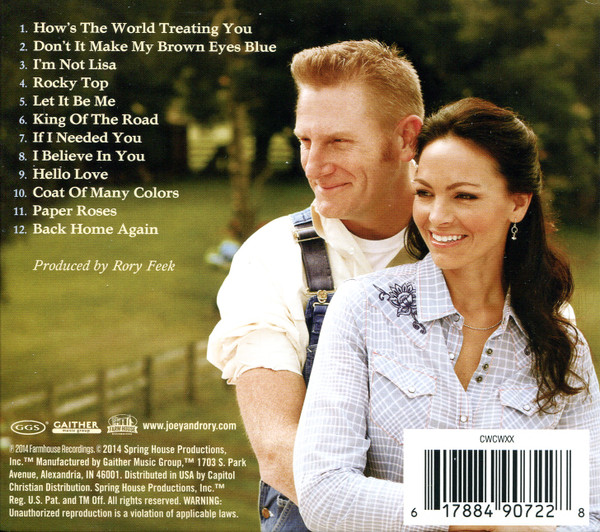 1. How's The World Treating You
2. Don't It Make My Brown Eyes Blue
3. I'm Not Lisa
4. Rocky Top
5. Let It Be Me
6. King Of The Road
7. If I Needed You
8. I Believe In You
9. Hello Love
10. Coat Of Many Colors
11. Paper Roses
12. Back Home Again
Produced by Rory Feek
GGS GAITHER music group FARM HOUSE www.joeyandrory.com
℗ 2014 Farmhouse Recordings. © 2014 Spring House Productions,
Inc.™ Manufactured by Gaither Music Group,™ 1703 S. Park
Avenue, Alexandria, IN 46001. Distributed in USA by Capitol
Christian Distribution. Spring House Productions, Inc.™
Reg. U.S. Pat. and TM Off. All rights reserved. WARNING:
Unauthorized reproduction is a violation of applicable laws.
CWCWXX
6 17884 90722 8